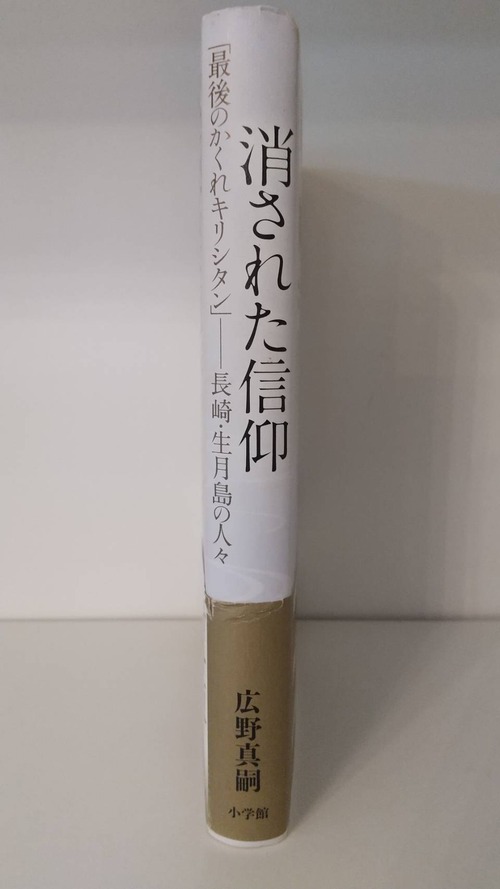 消された信仰
「最後のかくれキリシタン」――長崎・生月島の人々
広野真嗣
小学館